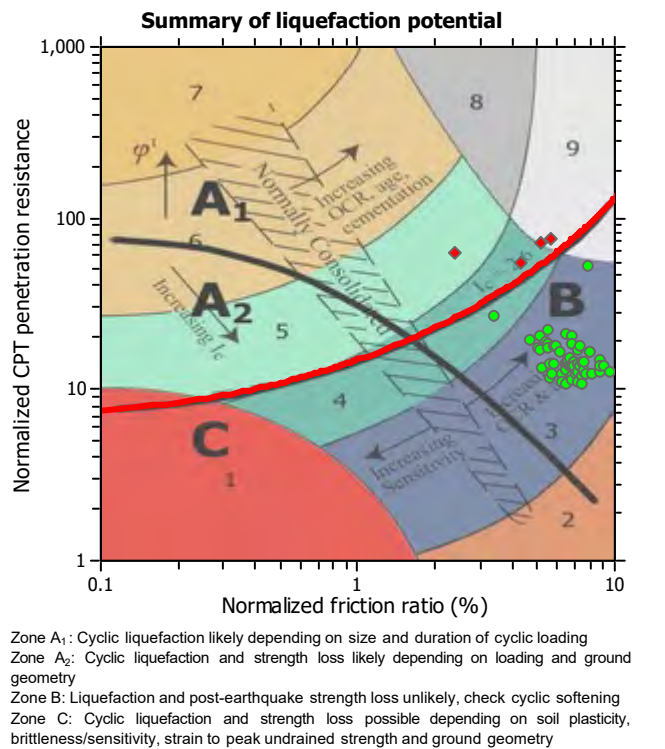 Summary of liquefaction potential
1,000
7
8
9
φ'
Increasing
OCR, age,
cementation
Normally Consolidated
A1
100
6
A2
Increasing Ic
5
B
10
4
3
Increasing
Sensitivity
C
1
2
1
0.1
1
10
Normalized CPT penetration resistance
Normalized friction ratio (%)
Zone A1: Cyclic liquefaction likely depending on size and duration of cyclic loading
Zone A2: Cyclic liquefaction and strength loss likely depending on loading and ground
geometry
Zone B: Liquefaction and post-earthquake strength loss unlikely, check cyclic softening
Zone C: Cyclic liquefaction and strength loss possible depending on soil plasticity,
brittleness/sensitivity, strain to peak undrained strength and ground geometry